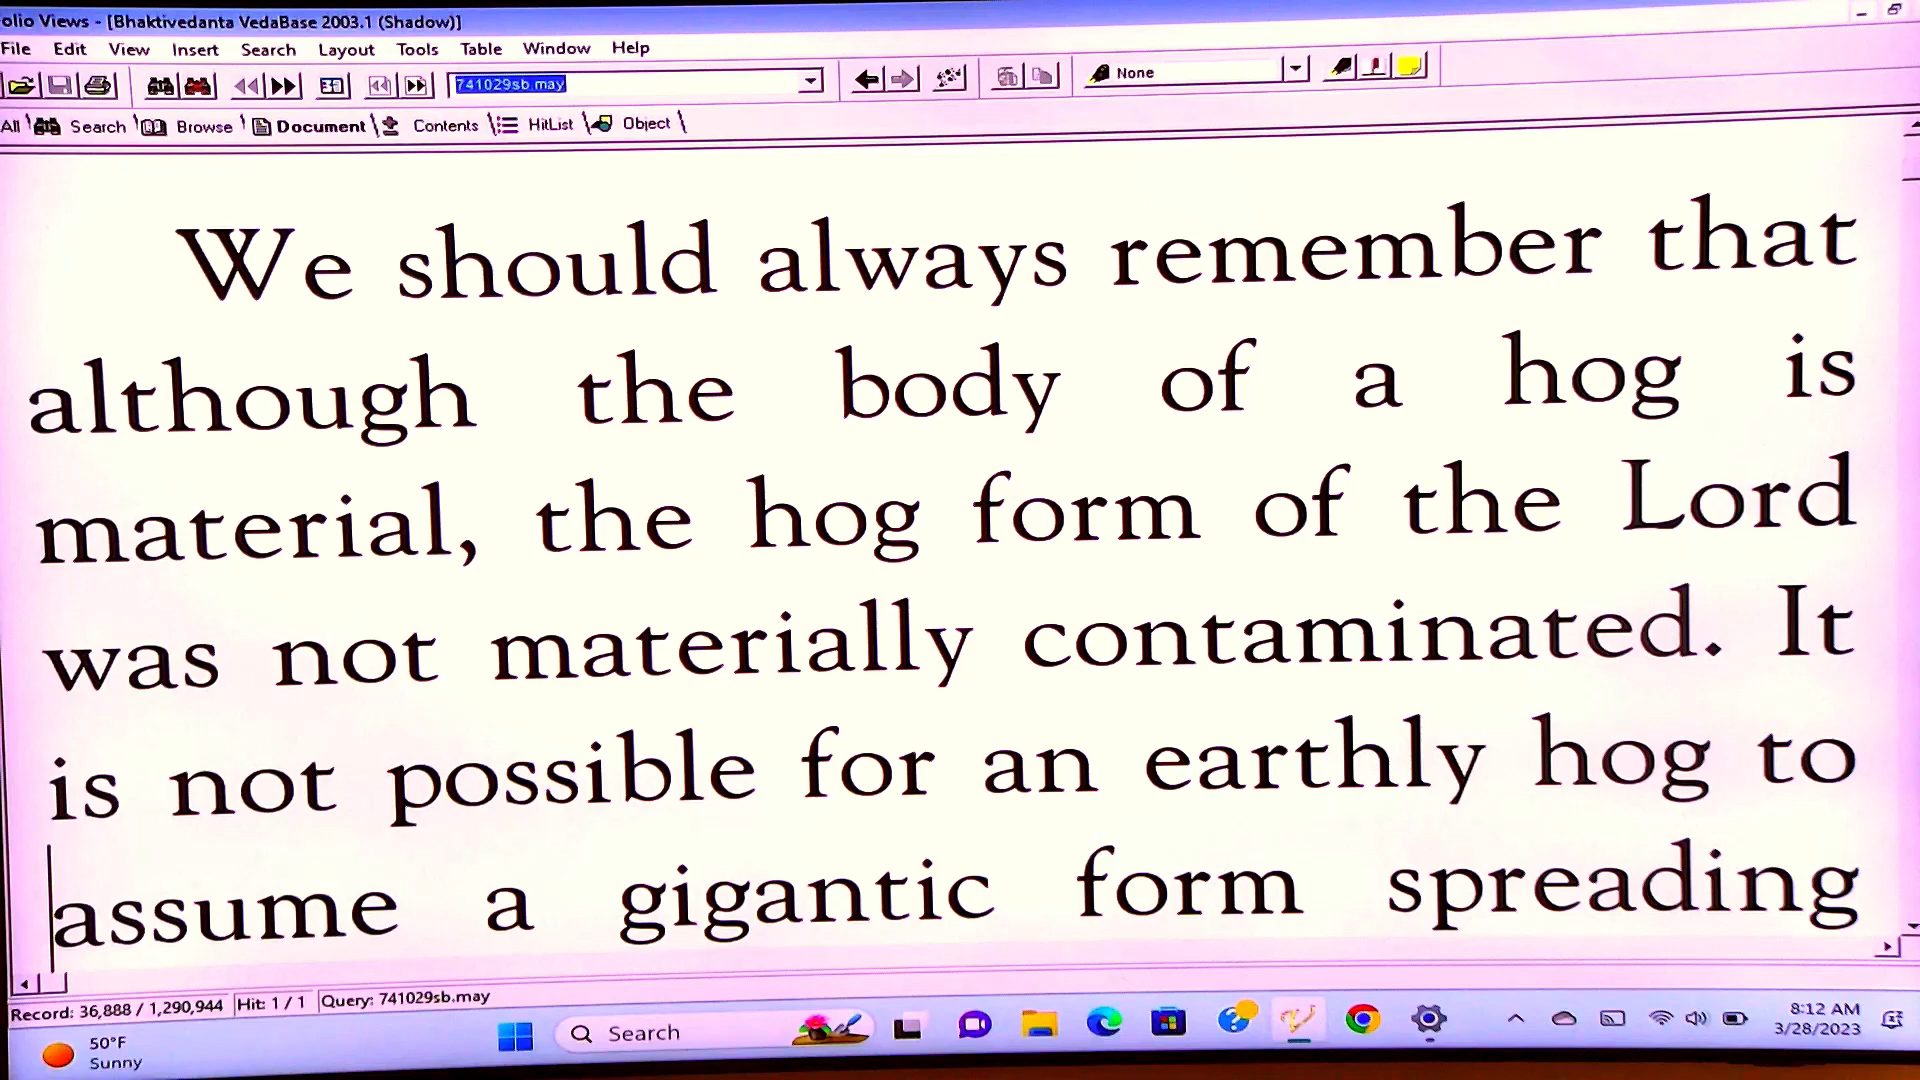 olio Views - [Bhaktivedanta VedaBase 2003.1 (Shadow)]
File Edit View Insert Search Layout Tools Table Window Help
741029sb.may None
All Search Browse Document Contents HitList Object
We should always remember that
although the body of a hog is
material, the hog form of the Lord
was not materially contaminated. It
is not possible for an earthly hog to
assume a gigantic form spreading
Record: 36,888 / 1,290,944 Hit: 1 / 1 Query: 741029sb.may
50°F
Sunny
Search
8:12 AM
3/28/2023